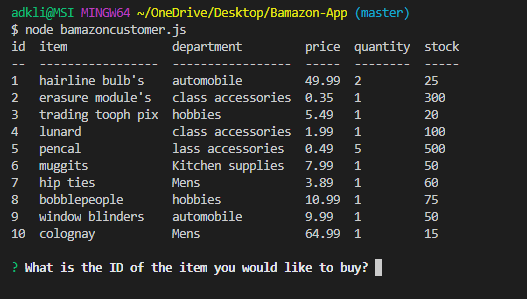 adkli@MSI MINGW64 ~/OneDrive/Desktop/Bamazon-App (master)
$ node bamazoncustomer.js
id  item               department         price  quantity  stock
--  -----------------  -----------------  -----  --------  -----
1   hairline bulb's    automobile         49.99  2         25
2   erasure module's   class accessories  0.35   1         300
3   trading tooph pix  hobbies            5.49   1         20
4   lunard             class accessories  1.99   1         100
5   pencal             lass accessories   0.49   5         500
6   muggits            Kitchen supplies   7.99   1         50
7   hip ties           Mens               3.89   1         60
8   bobblepeople       hobbies            10.99  1         75
9   window blinders    automobile         9.99   1         50
10  colognay           Mens               64.99  1         15
? What is the ID of the item you would like to buy?